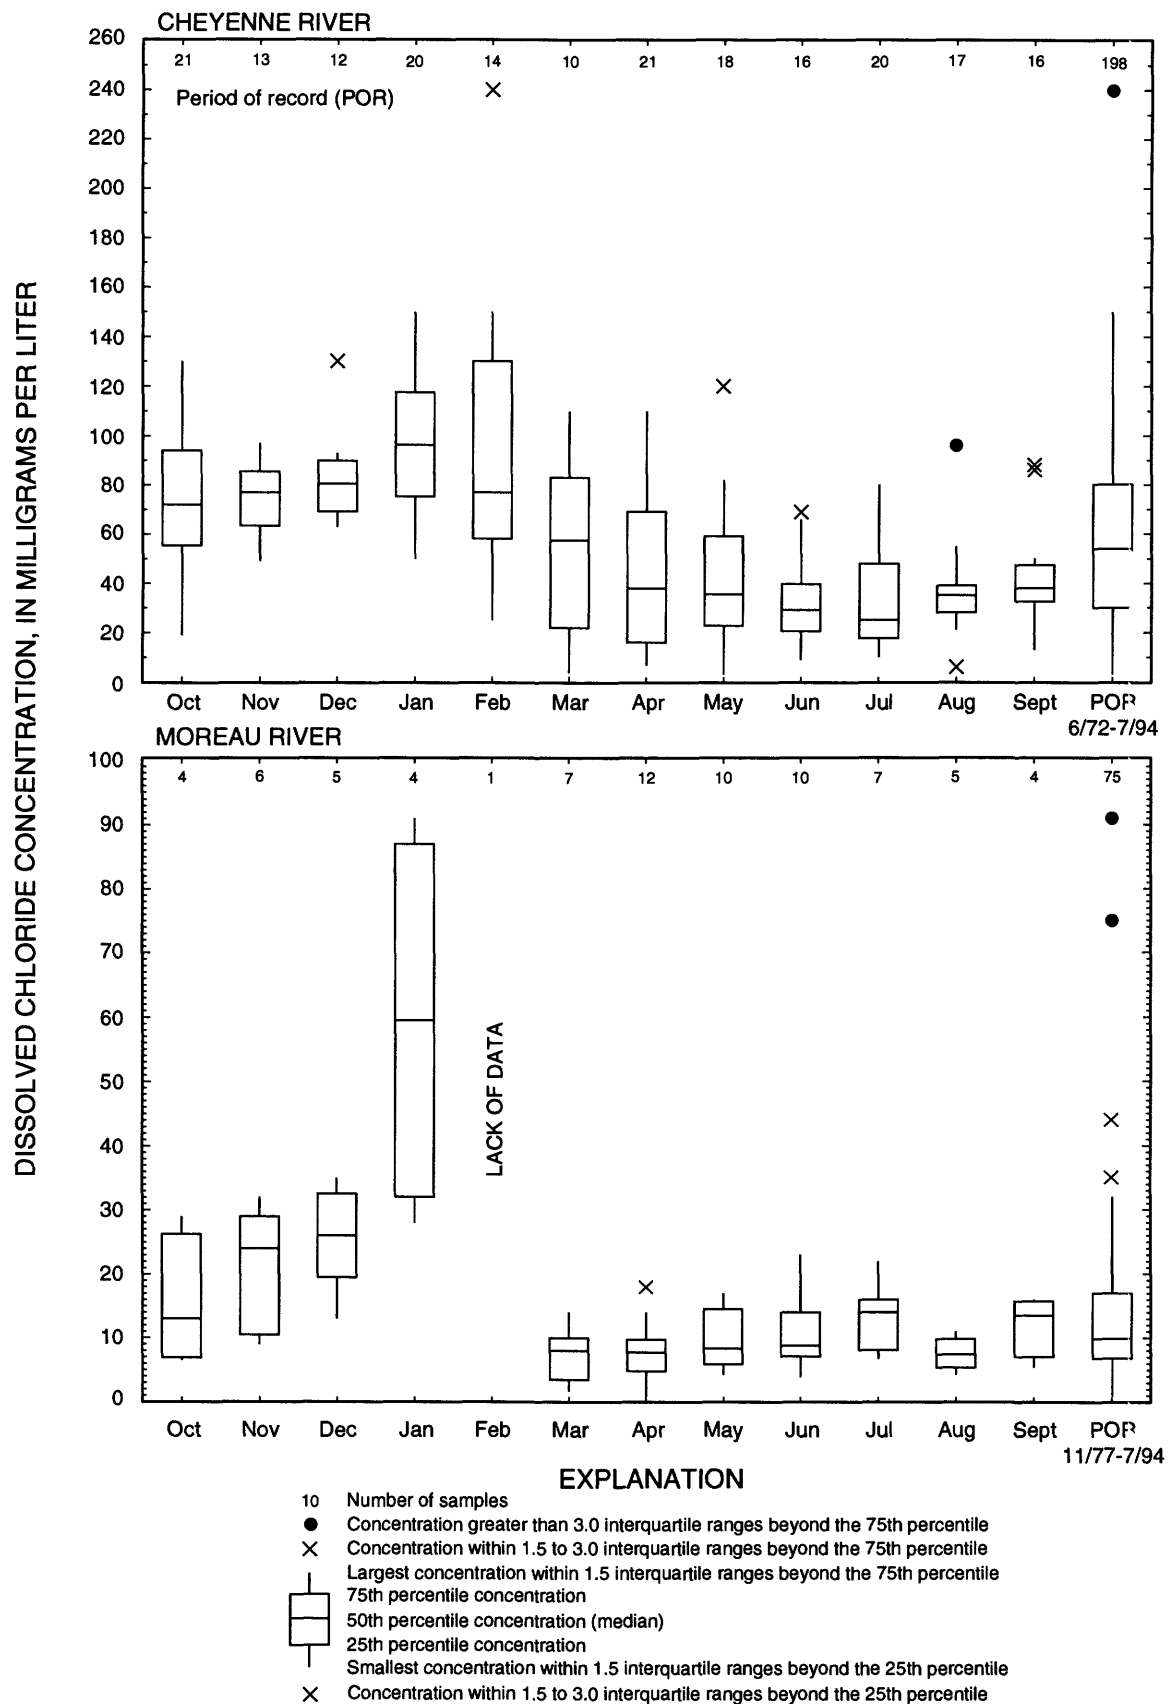 CHEYENNE RIVER
260
240
220
200
180
160
140
120
100
80
60
40
20
0
21 13 12 20 14 10 21 18 16 20 17 16 198
Period of record (POR)
Oct Nov Dec Jan Feb Mar Apr May Jun Jul Aug Sept POR
6/72-7/94
DISSOLVED CHLORIDE CONCENTRATION, IN MILLIGRAMS PER LITER
MOREAU RIVER
100
90
80
70
60
50
40
30
20
10
0
4 6 5 4 1 7 12 10 10 7 5 4 75
LACK OF DATA
Oct Nov Dec Jan Feb Mar Apr May Jun Jul Aug Sept POR
11/77-7/94
EXPLANATION
10 Number of samples
Concentration greater than 3.0 interquartile ranges beyond the 75th percentile
Concentration within 1.5 to 3.0 interquartile ranges beyond the 75th percentile
Largest concentration within 1.5 interquartile ranges beyond the 75th percentile
75th percentile concentration
50th percentile concentration (median)
25th percentile concentration
Smallest concentration within 1.5 interquartile ranges beyond the 25th percentile
Concentration within 1.5 to 3.0 interquartile ranges beyond the 25th percentile